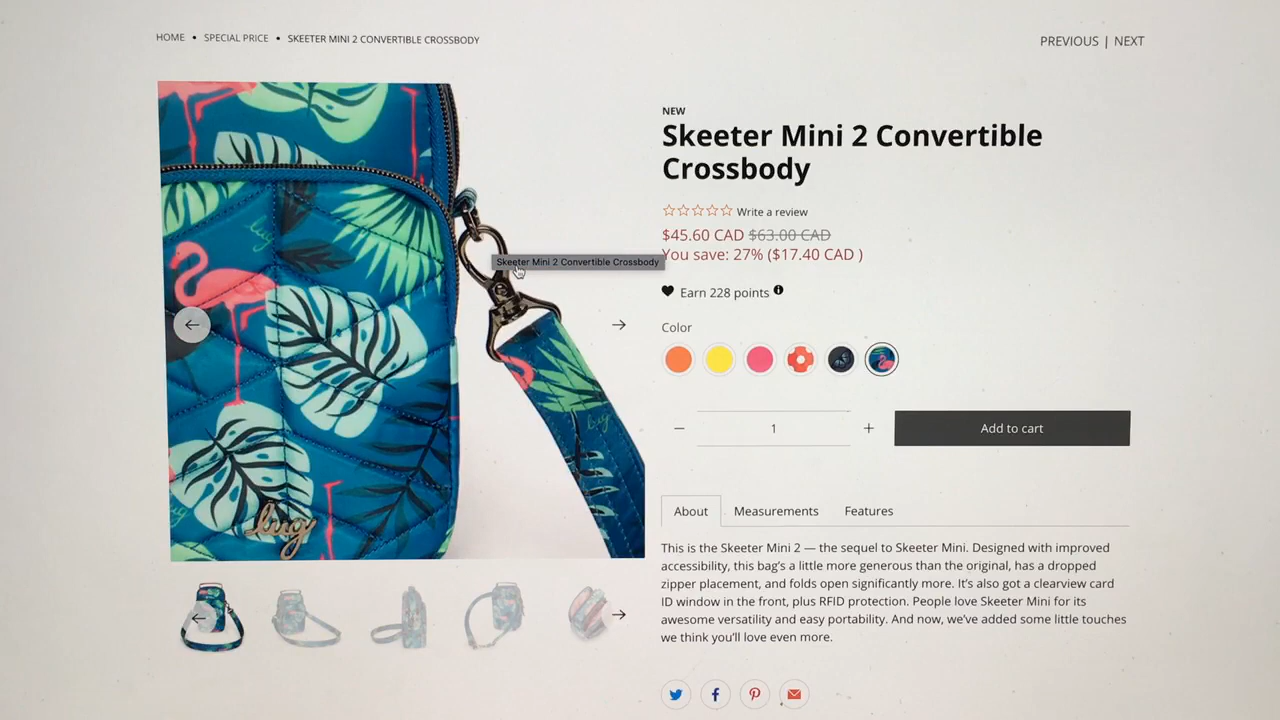 HOME • SPECIAL PRICE • SKEETER MINI 2 CONVERTIBLE CROSSBODY
PREVIOUS | NEXT
NEW
Skeeter Mini 2 Convertible
Crossbody
Write a review
$45.60 CAD $63.00 CAD
You save: 27% ($17.40 CAD )
Skeeter Mini 2 Convertible Crossbody
Earn 228 points
Color
1
Add to cart
About Measurements Features
This is the Skeeter Mini 2 — the sequel to Skeeter Mini. Designed with improved
accessibility, this bag's a little more generous than the original, has a dropped
zipper placement, and folds open significantly more. It's also got a clearview card
ID window in the front, plus RFID protection. People love Skeeter Mini for its
awesome versatility and easy portability. And now, we've added some little touches
we think you'll love even more.
lug
lug
lug
lug